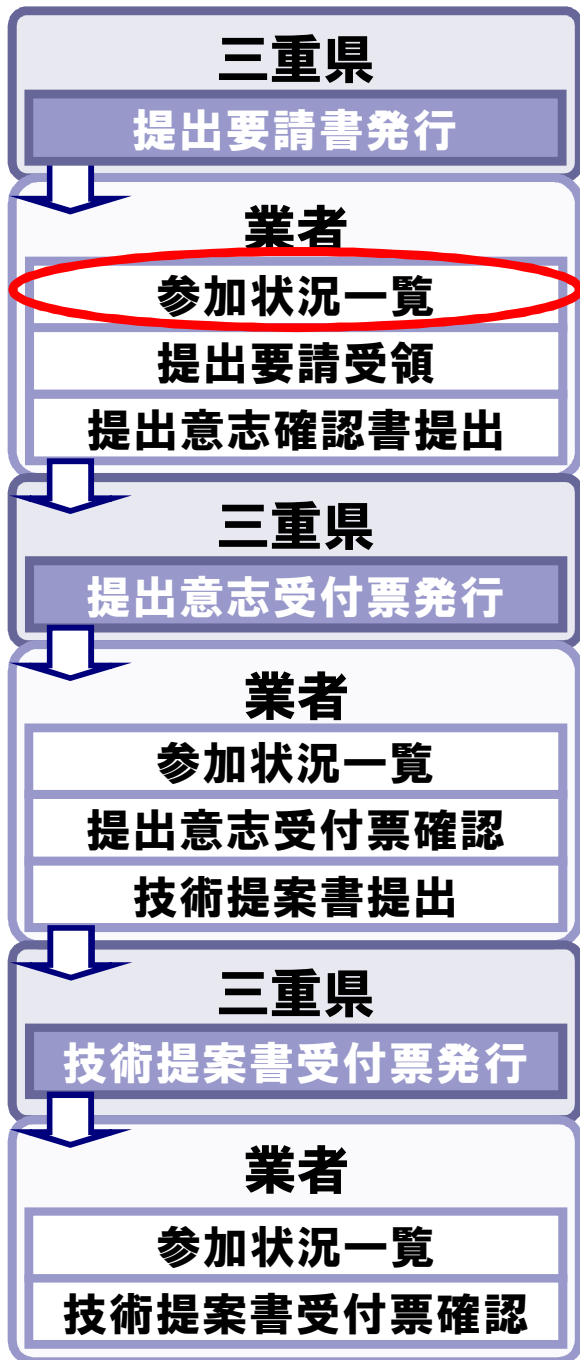 三重県
提出要請書発行
業者
参加状況一覧
提出要請受領
提出意志確認書提出
三重県
提出意志受付票発行
業者
参加状況一覧
提出意志受付票確認
技術提案書提出
三重県
技術提案書受付票発行
業者
参加状況一覧
技術提案書受付票確認